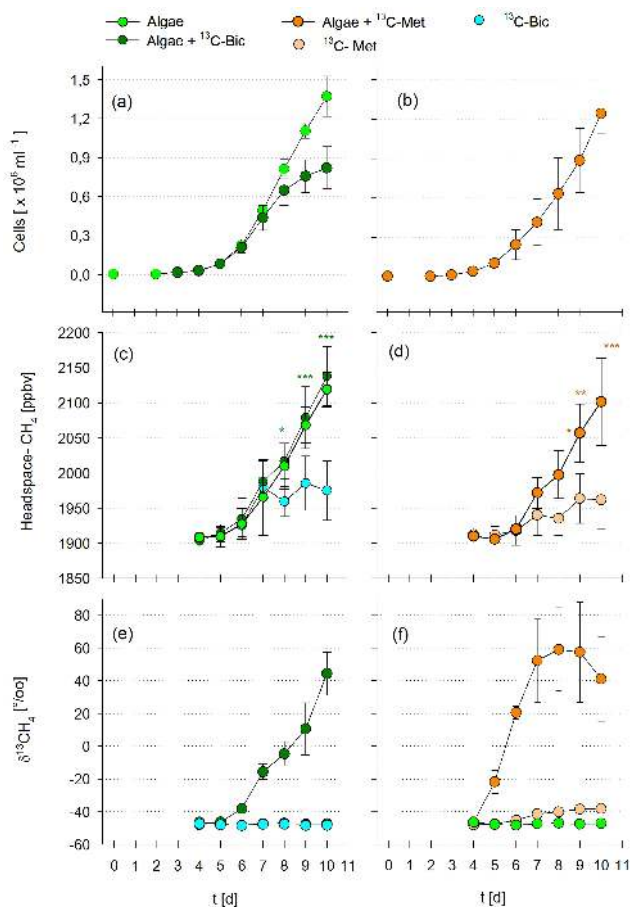 Algae
Algae + ¹³C-Bic
Algae + ¹³C-Met
¹³C- Met
¹³C-Bic
(a)
(b)
Cells [ x 10⁶ ml⁻¹]
1,5
1,2
0,9
0,6
0,3
0,0
(c)
(d)
*
***
***
*
**
***
Headspace- CH₄ [ppbv]
2200
2150
2100
2050
2000
1950
1900
1850
(e)
(f)
δ¹³CH₄ [°/oo]
80
60
40
20
0
-20
-40
-60
0 1 2 3 4 5 6 7 8 9 10 11
0 1 2 3 4 5 6 7 8 9 10 11
t [d]
t [d]